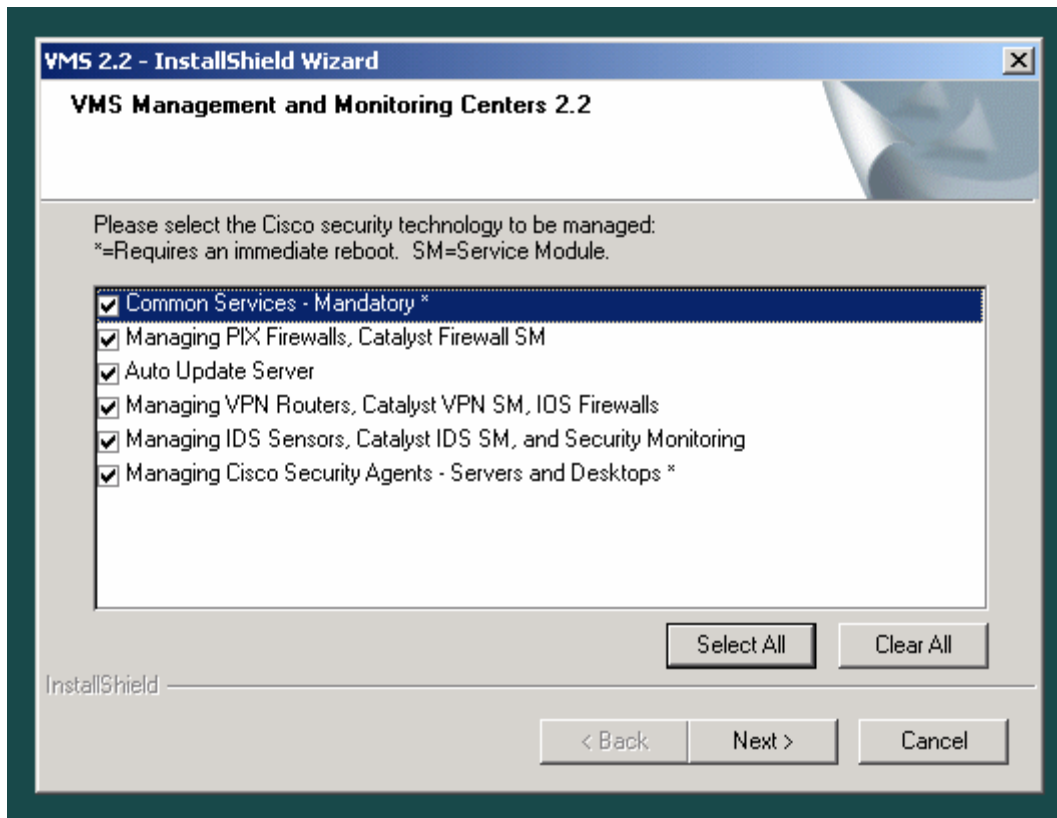 VMS 2.2 - InstallShield Wizard
VMS Management and Monitoring Centers 2.2
Please select the Cisco security technology to be managed:
*=Requires an immediate reboot.  SM=Service Module.
Common Services - Mandatory *
Managing PIX Firewalls, Catalyst Firewall SM
Auto Update Server
Managing VPN Routers, Catalyst VPN SM, IOS Firewalls
Managing IDS Sensors, Catalyst IDS SM, and Security Monitoring
Managing Cisco Security Agents - Servers and Desktops *
Select All
Clear All
InstallShield
< Back
Next >
Cancel